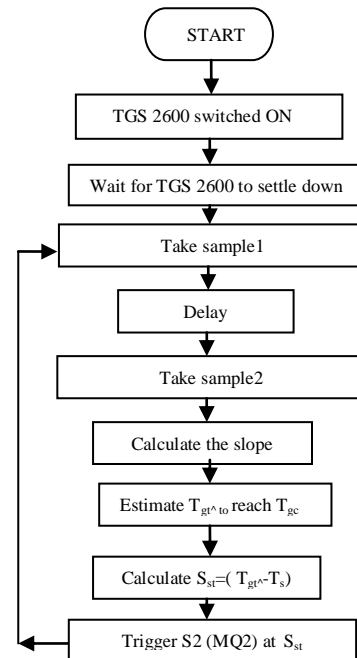 START
TGS 2600 switched ON
Wait for TGS 2600 to settle down
Take sample1
Delay
Take sample2
Calculate the slope
Estimate T_gt^ to reach T_gc
Calculate S_st=( T_gt^-T_s)
Trigger S2 (MQ2) at S_st